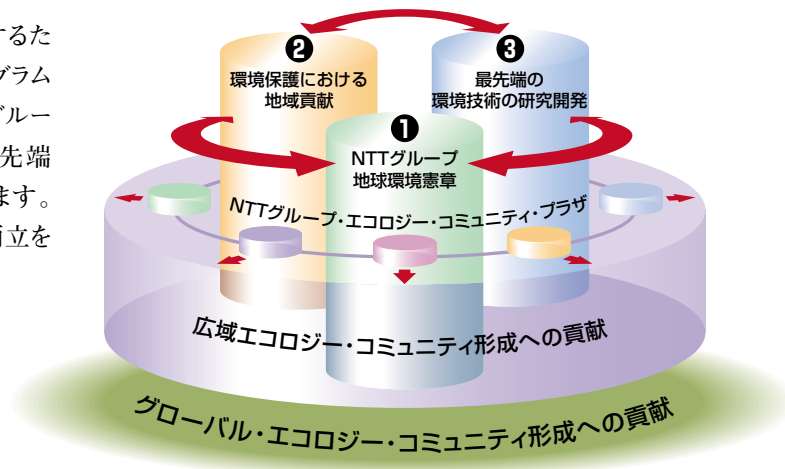 するた
グラム
グルー
先端
ます。
両立を
❷
環境保護における
地域貢献
❸
最先端の
環境技術の研究開発
❶
NTTグループ
地球環境憲章
NTTグループ・エコロジー・コミュニティ・プラザ
広域エコロジー・コミュニティ形成への貢献
グローバル・エコロジー・コミュニティ形成への貢献